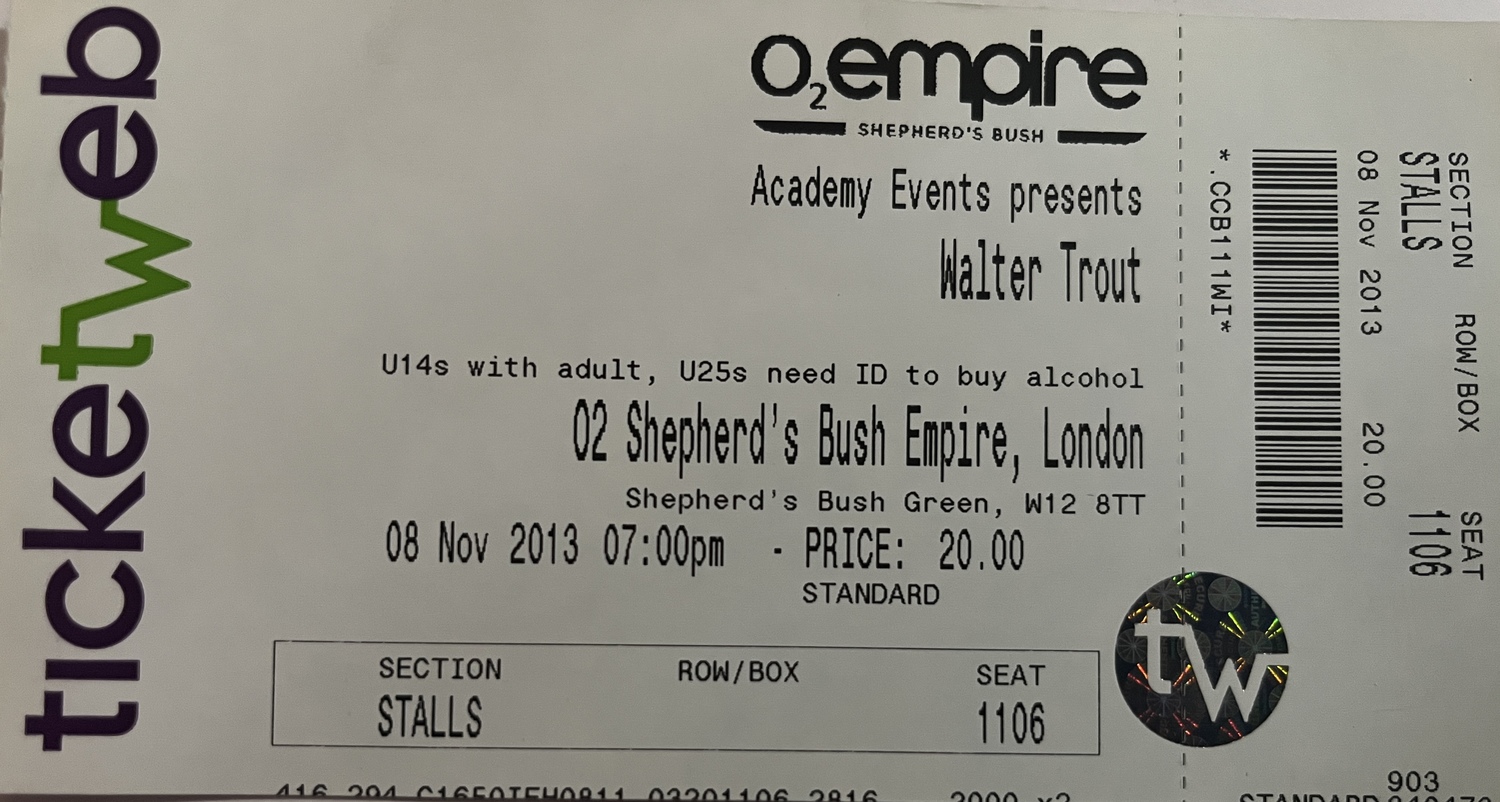 ticketweb
O2 empire
SHEPHERD'S BUSH
Academy Events presents
Walter Trout
U14s with adult, U25s need ID to buy alcohol
O2 Shepherd's Bush Empire, London
Shepherd's Bush Green, W12 8TT
08 Nov 2013 07:00pm - PRICE: 20.00
STANDARD
SECTION ROW/BOX SEAT
STALLS 1106
tw
SECTION ROW/BOX SEAT
STALLS 1106
08 Nov 2013 20.00
*.CCB111WI*
903